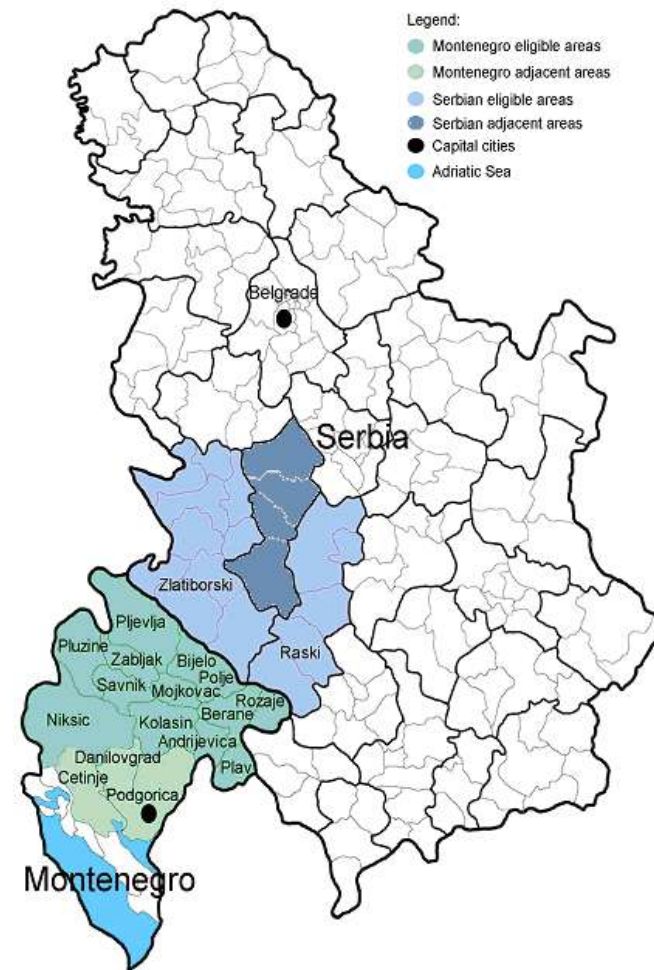 Legend:
Montenegro eligible areas
Montenegro adjacent areas
Serbian eligible areas
Serbian adjacent areas
Capital cities
Adriatic Sea
Belgrade
Serbia
Zlatiborski
Raski
Pljevlja
Pluzine
Zabljak
Bijelo
Polje
Savnik
Mojkovac
Rozaje
Berane
Niksic
Kolasin
Andrijevica
Danilovgrad
Plav
Cetinje
Podgorica
Montenegro